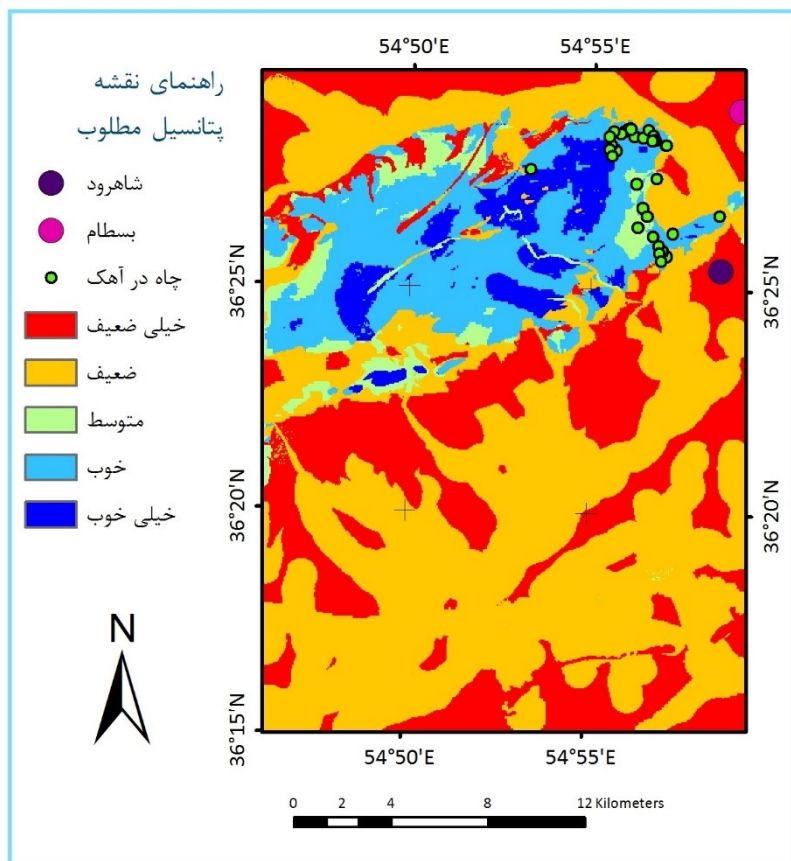 راهنمای نقشه
پتانسیل مطلوب
شاهرود
بسطام
چاه در آهک
خیلی ضعیف
ضعیف
متوسط
خوب
خیلی خوب
N
54°50'E 54°55'E
36°25'N 36°25'N
36°20'N 36°20'N
36°15'N
54°50'E 54°55'E
0 2 4 8 12 Kilometers